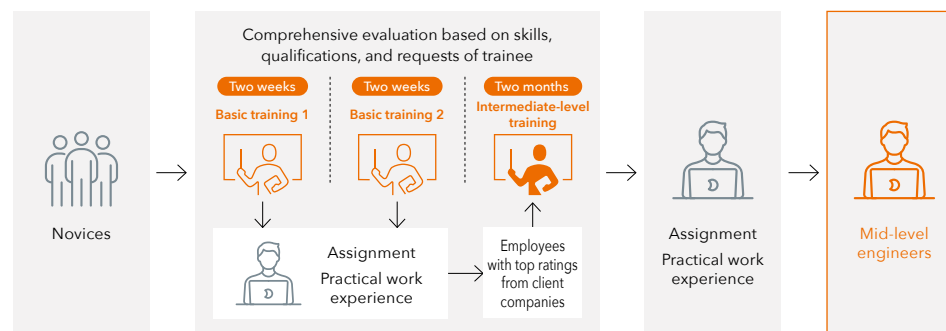 Comprehensive evaluation based on skills,
qualifications, and requests of trainee
Two weeks
Basic training 1
Two weeks
Basic training 2
Two months
Intermediate-level
training
Novices
Assignment
Practical work
experience
Employees
with top ratings
from client
companies
Assignment
Practical work
experience
Mid-level
engineers